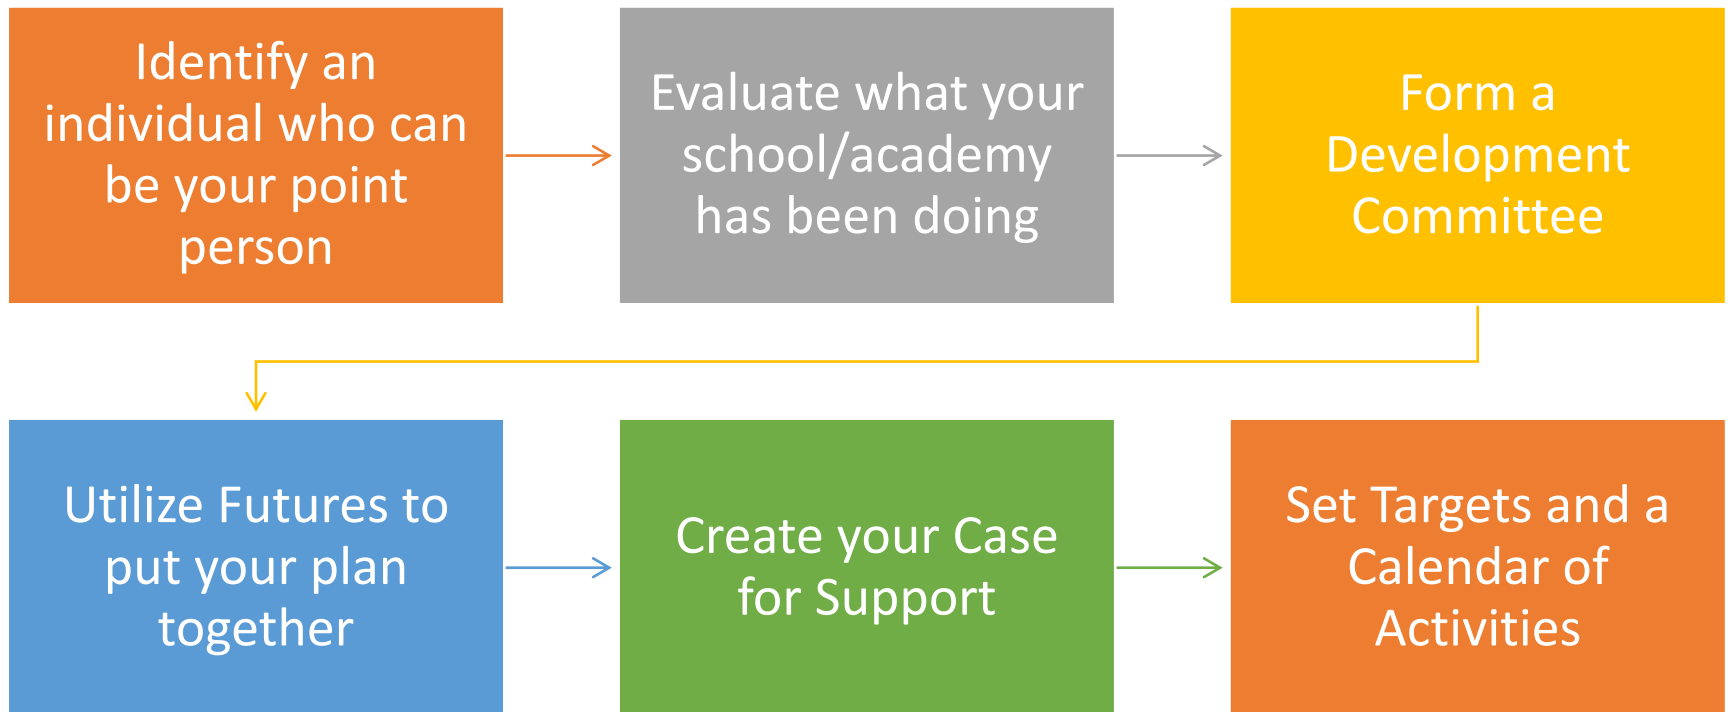 Identify an
individual who can
be your point
person
Evaluate what your
school/academy
has been doing
Form a
Development
Committee
Utilize Futures to
put your plan
together
Create your Case
for Support
Set Targets and a
Calendar of
Activities